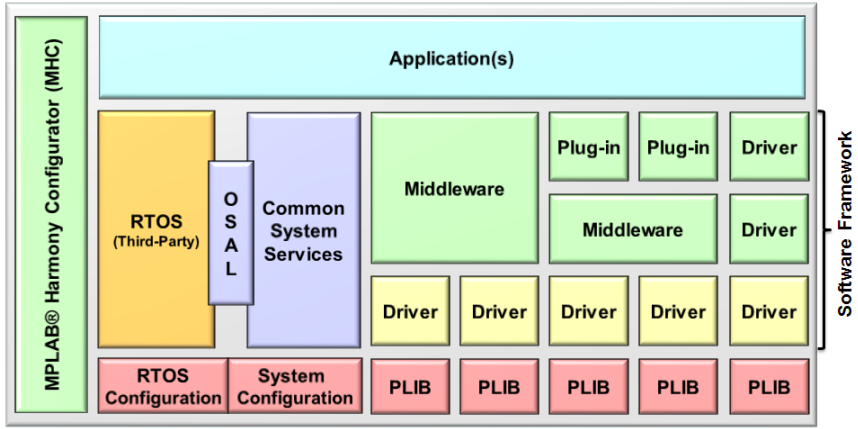 MPLAB® Harmony Configurator (MHC)
Application(s)
RTOS
(Third-Party)
O
S
A
L
Common
System
Services
Middleware
Plug-in
Plug-in
Driver
Middleware
Driver
Driver
Driver
Driver
Driver
Driver
RTOS
Configuration
System
Configuration
PLIB
PLIB
PLIB
PLIB
PLIB
Software Framework